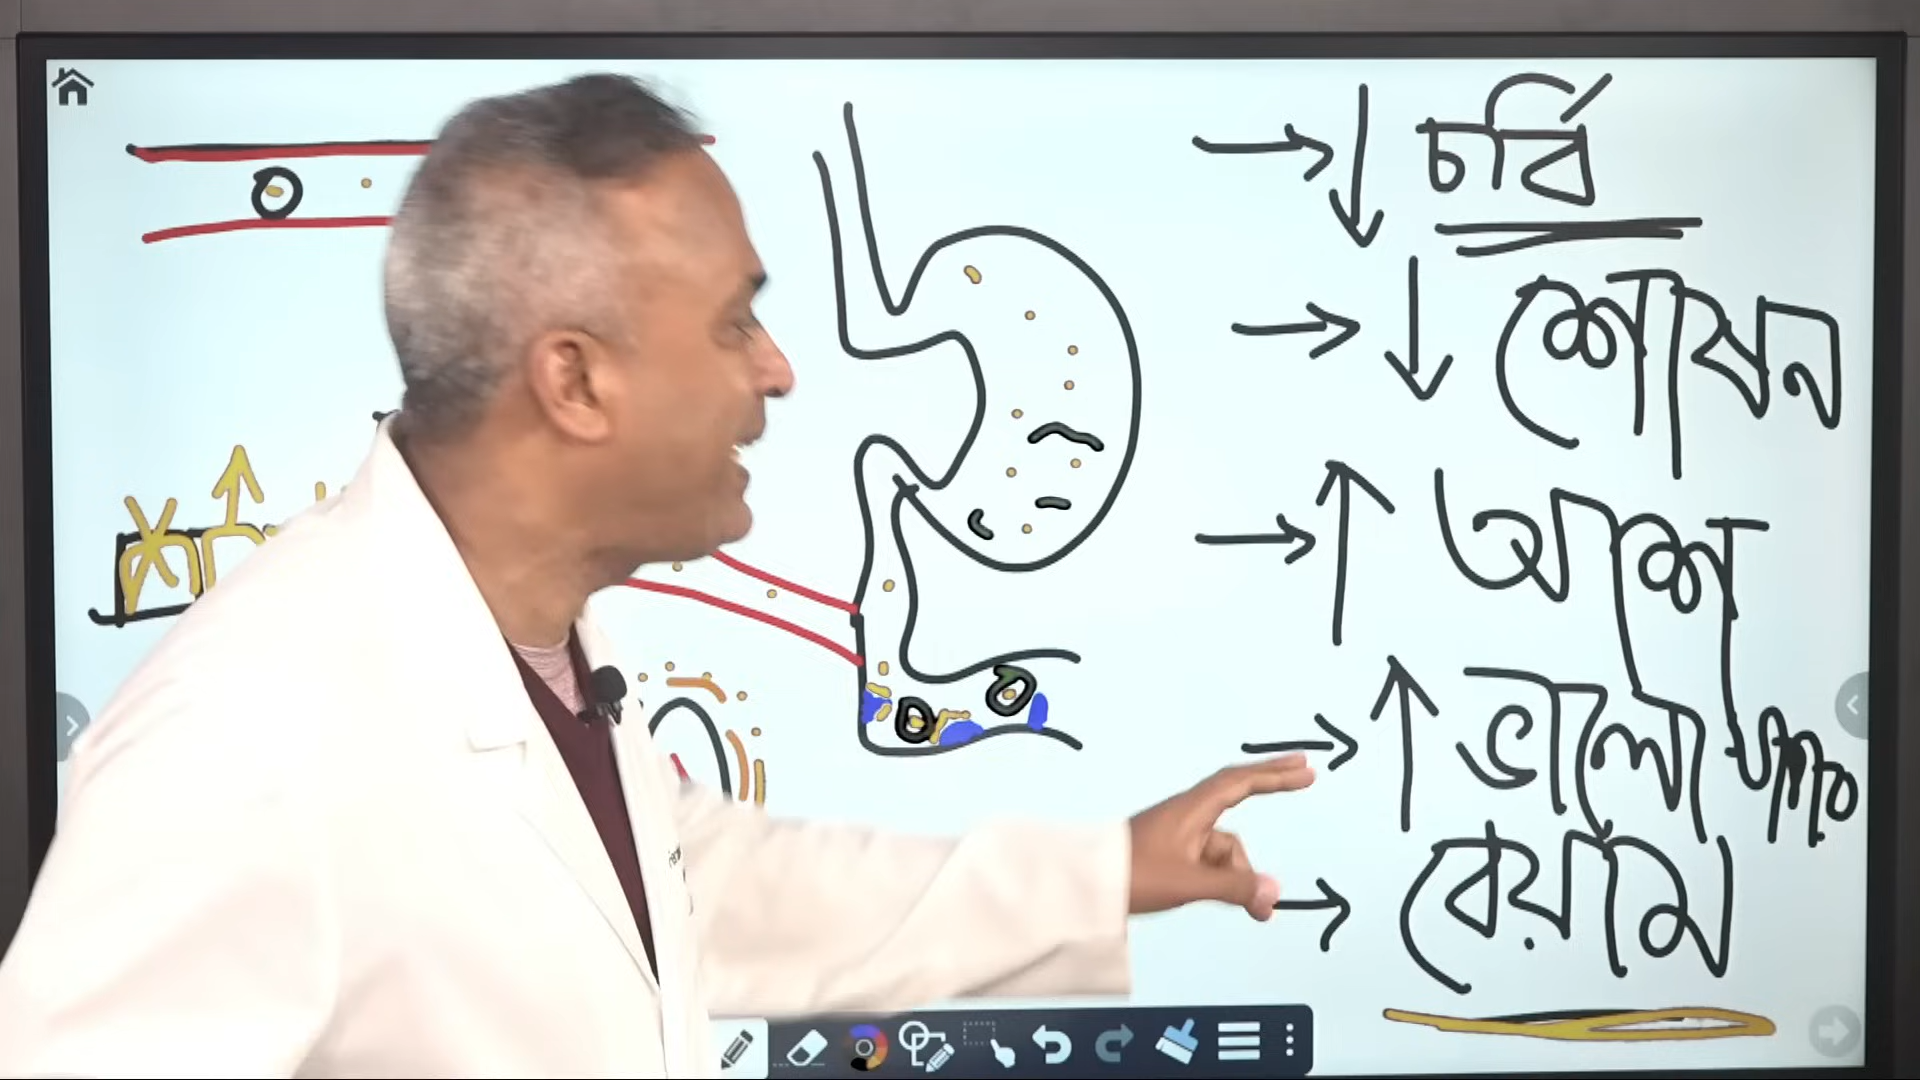 → ↓ চর্বি
→ ↓ শোষন
→ ↑ আশ
→ ↑ ভালো
→ বেয়াম